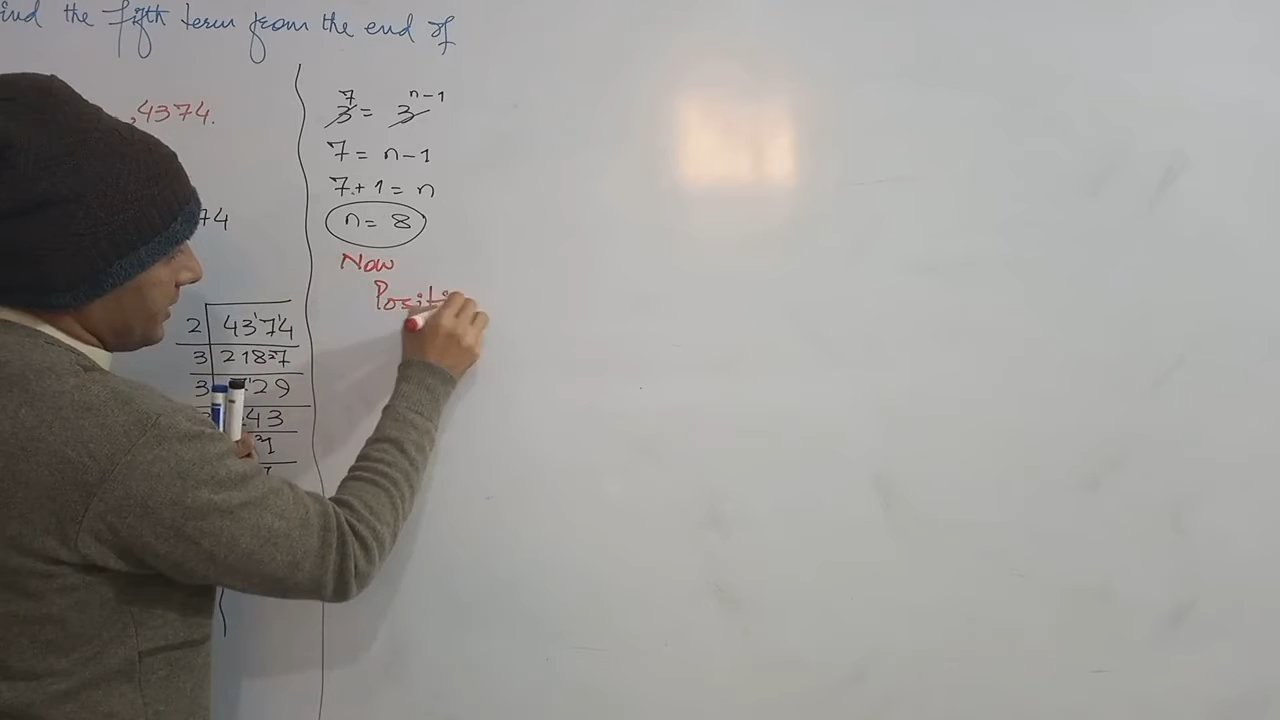 the fifth term from the end of
,4374.
74
2 | 4374
3 | 2187
3 | 729
43
3^7 = 3^{n-1}
7 = n-1
7+1 = n
n = 8
Now
Positi